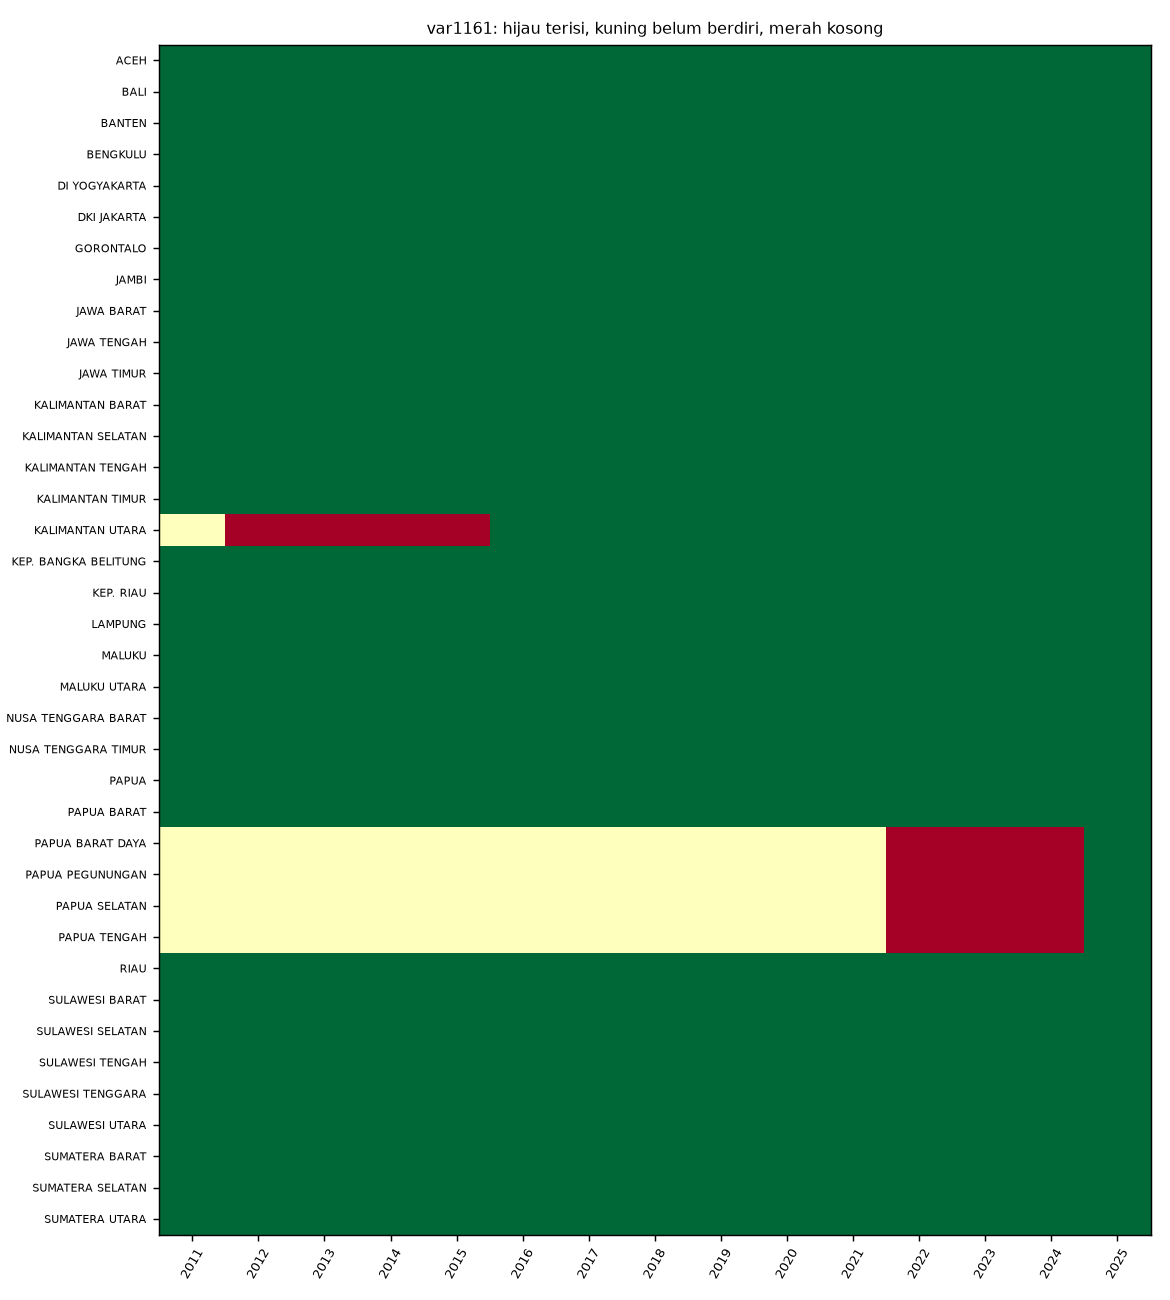 var1161: hijau terisi, kuning belum berdiri, merah kosong
ACEH
BALI
BANTEN
BENGKULU
DI YOGYAKARTA
DKI JAKARTA
GORONTALO
JAMBI
JAWA BARAT
JAWA TENGAH
JAWA TIMUR
KALIMANTAN BARAT
KALIMANTAN SELATAN
KALIMANTAN TENGAH
KALIMANTAN TIMUR
KALIMANTAN UTARA
KEP. BANGKA BELITUNG
KEP. RIAU
LAMPUNG
MALUKU
MALUKU UTARA
NUSA TENGGARA BARAT
NUSA TENGGARA TIMUR
PAPUA
PAPUA BARAT
PAPUA BARAT DAYA
PAPUA PEGUNUNGAN
PAPUA SELATAN
PAPUA TENGAH
RIAU
SULAWESI BARAT
SULAWESI SELATAN
SULAWESI TENGAH
SULAWESI TENGGARA
SULAWESI UTARA
SUMATERA BARAT
SUMATERA SELATAN
SUMATERA UTARA
2011 2012 2013 2014 2015 2016 2017 2018 2019 2020 2021 2022 2023 2024 2025